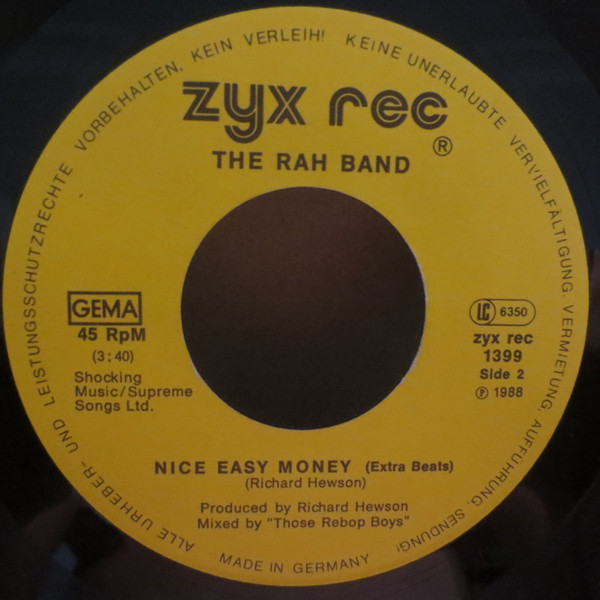 ALLE URHEBER- UND LEISTUNGSSCHUTZRECHTE VORBEHALTEN, KEIN VERLEIH! KEINE UNERLAUBTE VERVIELFÄLTIGUNG, VERMIETUNG, AUFFÜHRUNG, SENDUNG!
zyx rec
®
THE RAH BAND
GEMA
45 RpM
(3:40)
Shocking
Music/Supreme
Songs Ltd.
LC 6350
zyx rec
1399
Side 2
Ⓟ 1988
NICE EASY MONEY (Extra Beats)
(Richard Hewson)
Produced by Richard Hewson
Mixed by "Those Rebop Boys"
MADE IN GERMANY